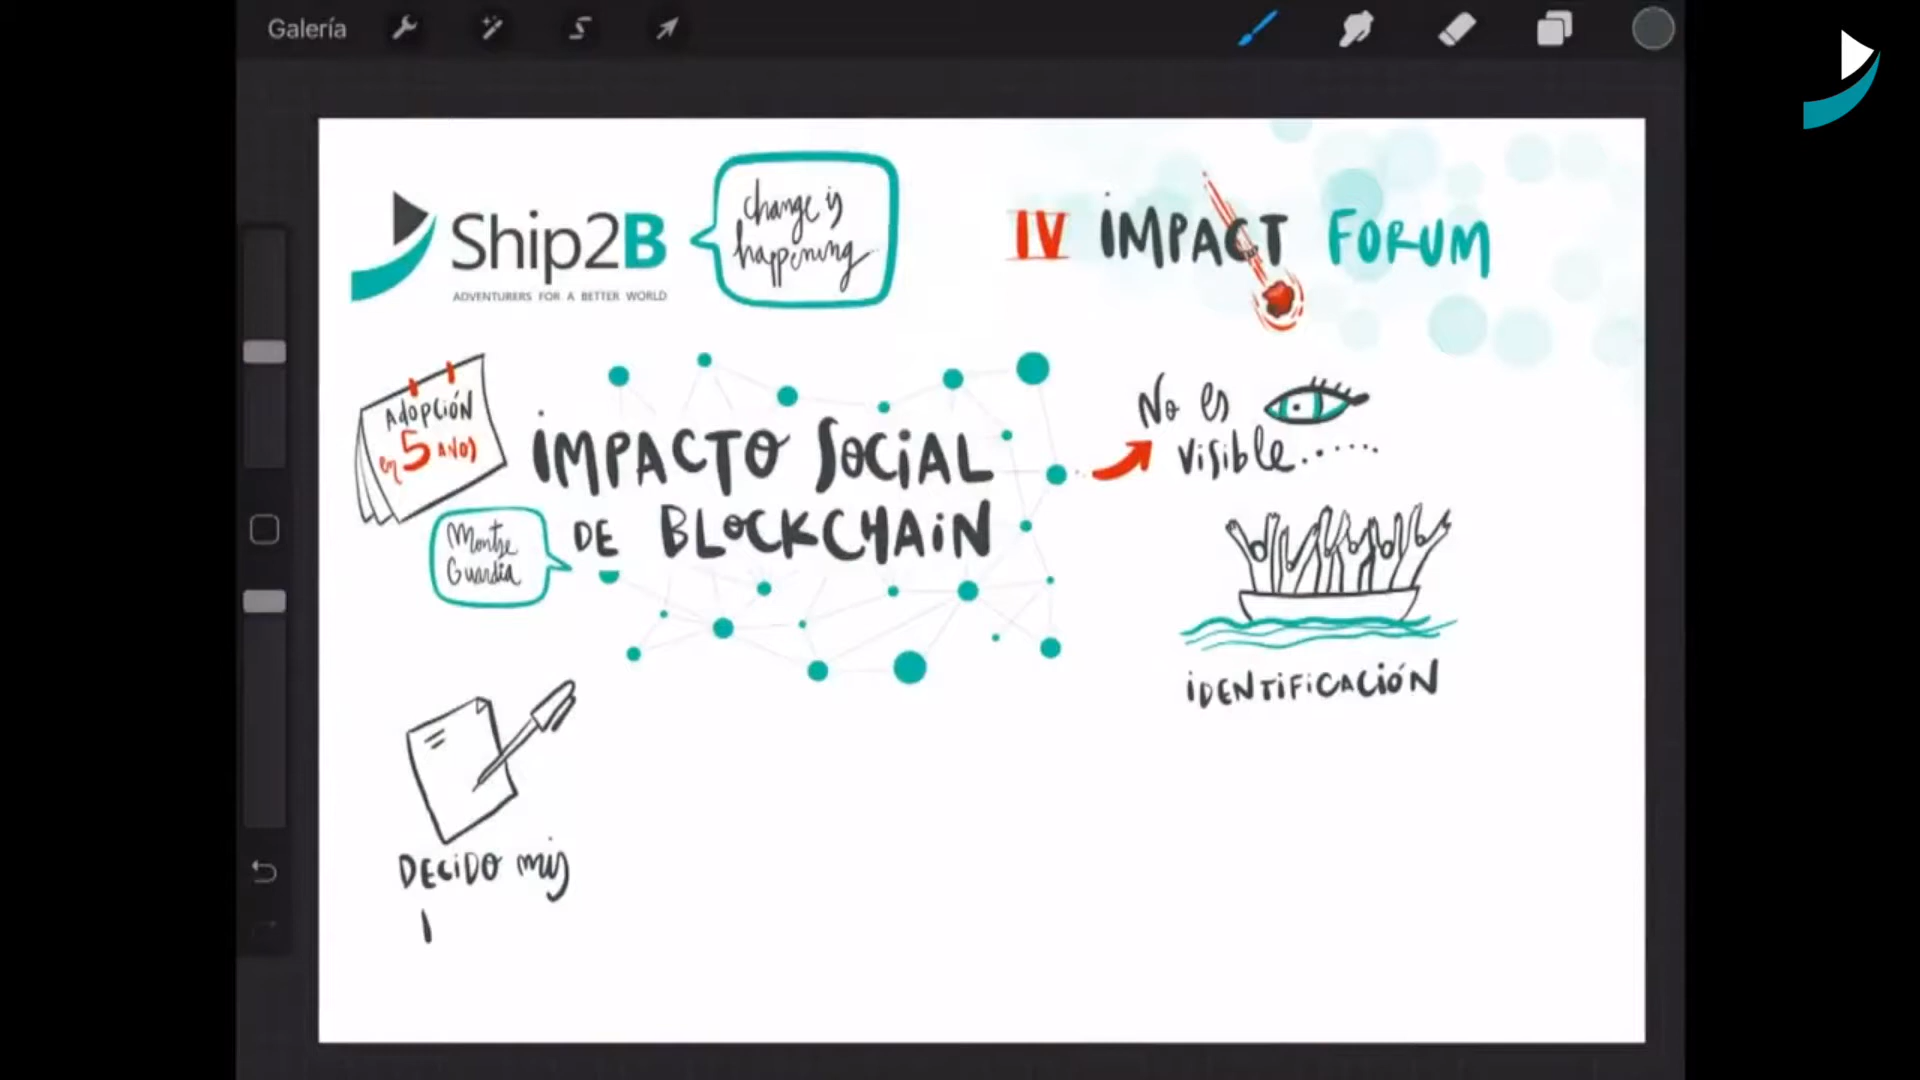 Galería
Ship2B
ADVENTURERS FOR A BETTER WORLD
change is
happening
IV IMPACT FORUM
ADOPCIÓN
en 5 AÑOS
IMPACTO SOCIAL
DE BLOCKCHAIN
Montse
Guardia
No es
visible......
IDENTIFICACIÓN
DECIDO mis